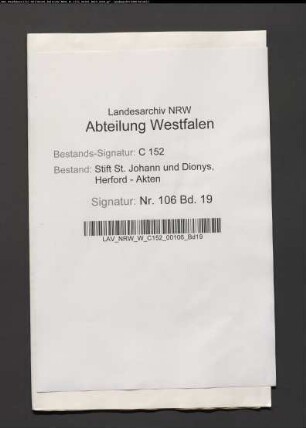 Landesarchiv NRW
Abteilung Westfalen
Bestands-Signatur: C 152
Bestand: Stift St. Johann und Dionys,
Herford - Akten
Signatur: Nr. 106 Bd. 19
LAV_NRW_W_C152_00106_Bd19